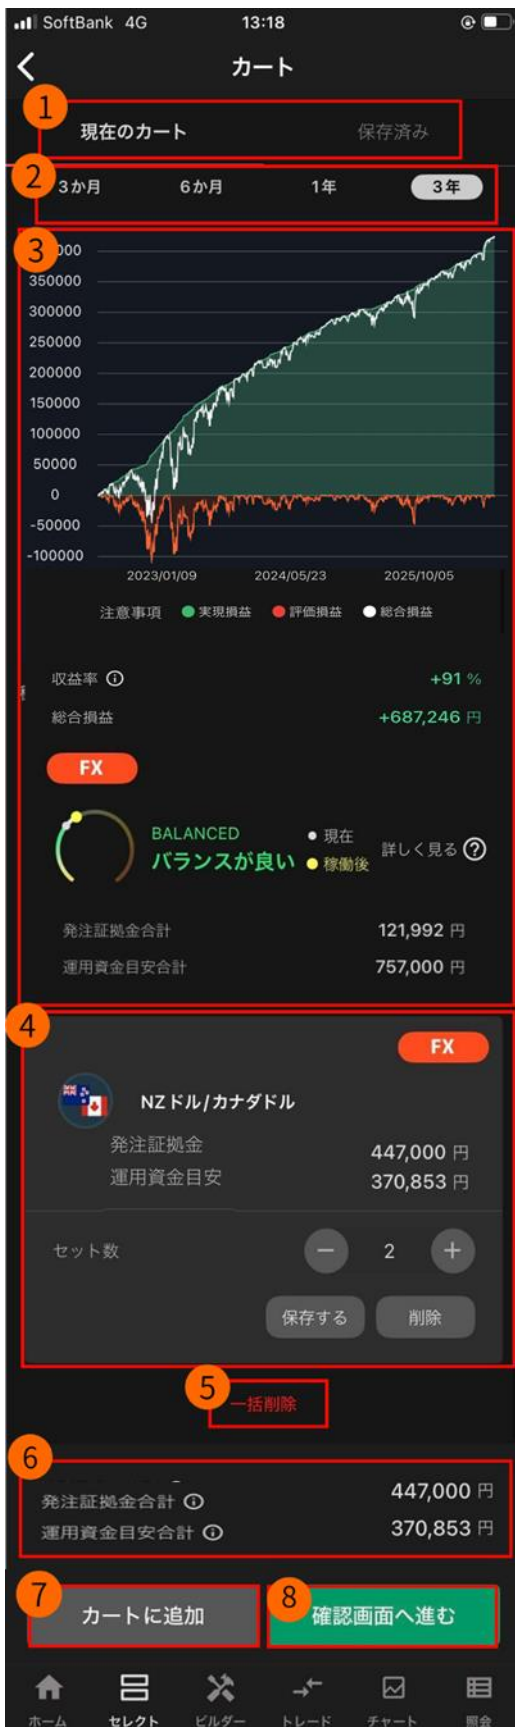 SoftBank 4G 13:18
カート
1
現在のカート 保存済み
2
3か月 6か月 1年 3年
3
350000
300000
250000
200000
150000
100000
50000
0
-50000
-100000
2023/01/09 2024/05/23 2025/10/05
注意事項 実現損益 評価損益 総合損益
収益率 +91 %
総合損益 +687,246 円
FX
BALANCED
バランスが良い
現在
稼働後
詳しく見る ?
発注証拠金合計 121,992 円
運用資金目安合計 757,000 円
4
FX
NZドル/カナダドル
発注証拠金 447,000 円
運用資金目安 370,853 円
セット数 − 2 +
保存する 削除
5
一括削除
6
発注証拠金合計 447,000 円
運用資金目安合計 370,853 円
7 8
カートに追加 確認画面へ進む
ホーム セレクト ビルダー トレード チャート 照会